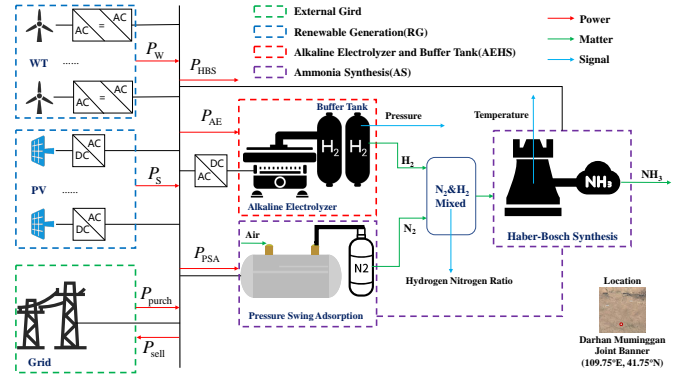 External Gird
Renewable Generation(RG)
Alkaline Electrolyzer and Buffer Tank(AEHS)
Ammonia Synthesis(AS)
Power
Matter
Signal
AC = AC
WT
......
P_W
P_HBS
AC = AC
P_AE
Buffer Tank
Pressure
Temperature
H2 H2
AC
DC
PV
......
P_S
DC
AC
Alkaline Electrolyzer
H2
N2&H2
Mixed
NH3
NH3
AC
DC
N2
Haber-Bosch Synthesis
P_PSA
Air
N2
Hydrogen Nitrogen Ratio
Pressure Swing Adsorption
P_purch
P_sell
Grid
Location
Darhan Muminggan
Joint Banner
(109.75°E, 41.75°N)